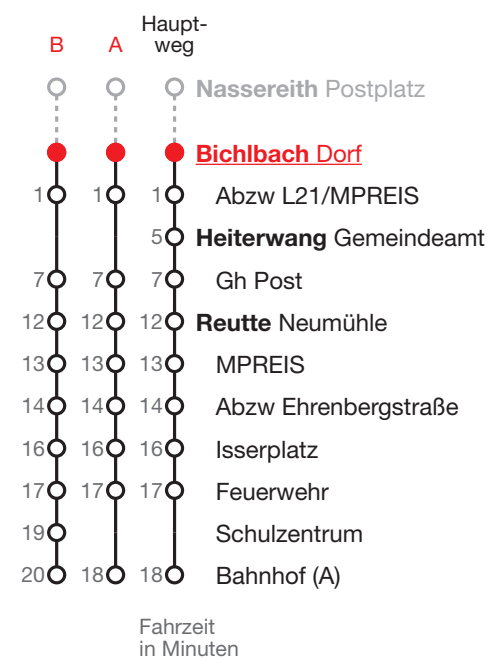 Haupt-
B A weg
Nassereith Postplatz
Bichlbach Dorf
1 1 1 Abzw L21/MPREIS
5 Heiterwang Gemeindeamt
7 7 7 Gh Post
12 12 12 Reutte Neumühle
13 13 13 MPREIS
14 14 14 Abzw Ehrenbergstraße
16 16 16 Isserplatz
17 17 17 Feuerwehr
19 Schulzentrum
20 18 18 Bahnhof (A)
Fahrzeit
in Minuten